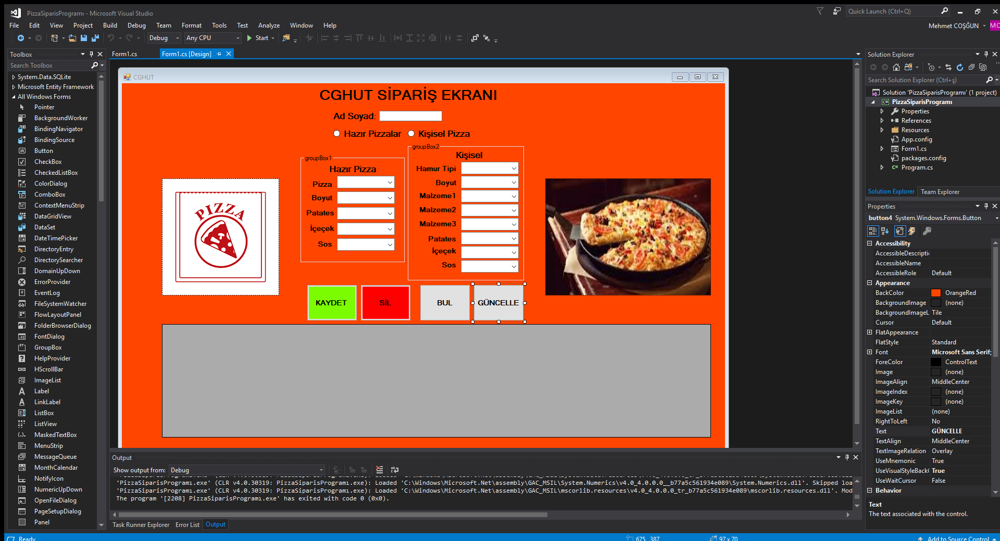 PizzaSiparisProgramı - Microsoft Visual Studio
Quick Launch (Ctrl+Q)
File Edit View Project Build Debug Team Format Tools Test Analyze Window Help
Mehmet COŞĞUN
MC
Debug Any CPU Start
Toolbox
Search Toolbox
System.Data.SQLite
Microsoft Entity Framework
All Windows Forms
Pointer
BackgroundWorker
BindingNavigator
BindingSource
Button
CheckBox
CheckedListBox
ColorDialog
ComboBox
ContextMenuStrip
DataGridView
DataSet
DateTimePicker
DirectoryEntry
DirectorySearcher
DomainUpDown
ErrorProvider
EventLog
FileSystemWatcher
FlowLayoutPanel
FolderBrowserDialog
FontDialog
GroupBox
HelpProvider
HScrollBar
ImageList
Label
LinkLabel
ListBox
ListView
MaskedTextBox
MenuStrip
MessageQueue
MonthCalendar
NotifyIcon
NumericUpDown
OpenFileDialog
PageSetupDialog
Panel
Form1.cs Form1.cs [Design]
CGHUT
CGHUT SİPARİŞ EKRANI
Ad Soyad:
Hazır Pizzalar Kişisel Pizza
groupBox1
Hazır Pizza
Pizza
Boyut
Patates
İçeçek
Sos
groupBox2
Kişisel
Hamur Tipi
Boyut
Malzeme1
Malzeme2
Malzeme3
Patates
İçeçek
Sos
PIZZA
KAYDET SİL BUL GÜNCELLE
Output
Show output from: Debug
'PizzaSiparisProgramı.exe' (CLR v4.0.30319: PizzaSiparisProgramı.exe): Loaded 'C:\Windows\Microsoft.Net\assembly\GAC_MSIL\System.Numerics\v4.0_4.0.0.0__b77a5c561934e089\System.Numerics.dll'. Skipped loa
'PizzaSiparisProgramı.exe' (CLR v4.0.30319: PizzaSiparisProgramı.exe): Loaded 'C:\Windows\Microsoft.Net\assembly\GAC_MSIL\mscorlib.resources\v4.0_4.0.0.0_tr_b77a5c561934e089\mscorlib.resources.dll'. Mod
The program '[2208] PizzaSiparisProgramı.exe' has exited with code 0 (0x0).
Task Runner Explorer Error List Output
Solution Explorer
Search Solution Explorer (Ctrl+ş)
Solution 'PizzaSiparisProgramı' (1 project)
PizzaSiparisProgramı
Properties
References
Resources
App.config
Form1.cs
packages.config
Program.cs
Solution Explorer Team Explorer
Properties
button4 System.Windows.Forms.Button
Accessibility
AccessibleDescripti
AccessibleName
AccessibleRole Default
Appearance
BackColor OrangeRed
BackgroundImage (none)
BackgroundImageL Tile
Cursor Default
FlatAppearance
FlatStyle Standard
Font Microsoft Sans Serif;
ForeColor ControlText
Image (none)
ImageAlign MiddleCenter
ImageIndex (none)
ImageKey (none)
ImageList (none)
RightToLeft No
Text GÜNCELLE
TextAlign MiddleCenter
TextImageRelation Overlay
UseMnemonic True
UseVisualStyleBack True
UseWaitCursor False
Behavior
Text
The text associated with the control.
Ready 675, 387 97 x 70 Add to Source Control